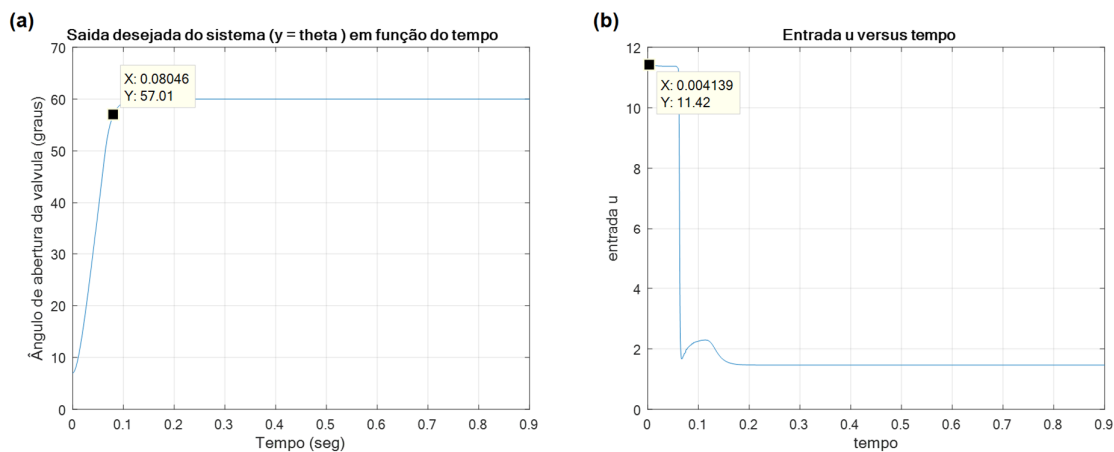 (a)
Saida desejada do sistema (y = theta ) em função do tempo
70
60
50
40
30
20
10
0
X: 0.08046
Y: 57.01
Ângulo de abertura da valvula (graus)
0 0.1 0.2 0.3 0.4 0.5 0.6 0.7 0.8 0.9
Tempo (seg)
(b)
Entrada u versus tempo
12
10
8
6
4
2
0
X: 0.004139
Y: 11.42
entrada u
0 0.1 0.2 0.3 0.4 0.5 0.6 0.7 0.8 0.9
tempo